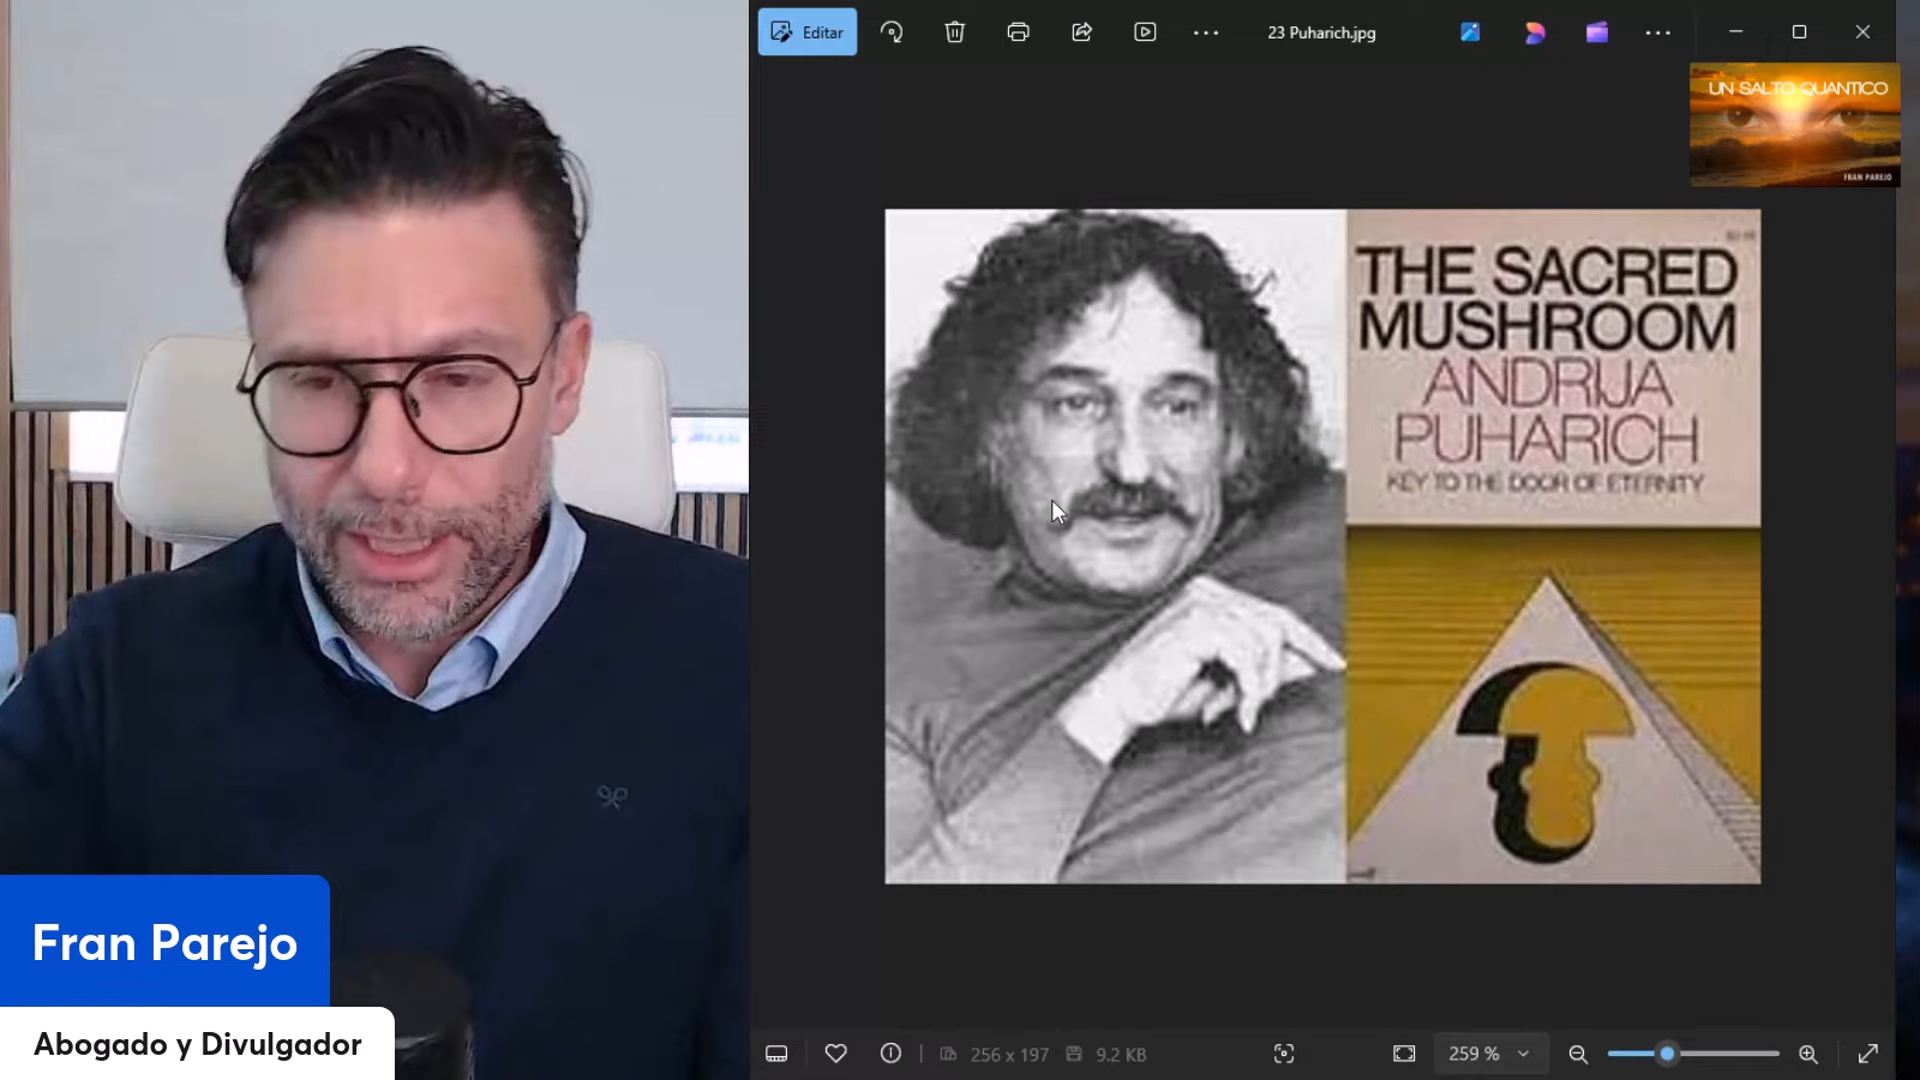 Editar
23 Puharich.jpg
UN SALTO QUANTICO
FRAN PAREJO
THE SACRED
MUSHROOM
ANDRIJA
PUHARICH
KEY TO THE DOOR OF ETERNITY
Fran Parejo
Abogado y Divulgador
256 x 197
9.2 KB
259 %